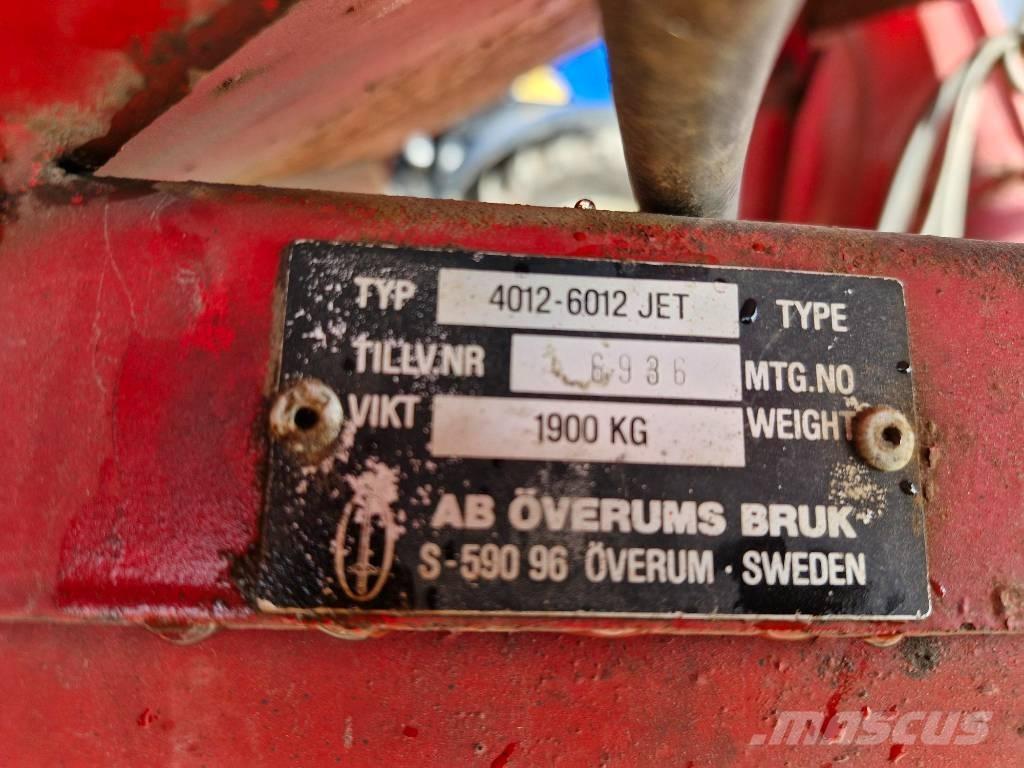 TYP 4012-6012 JET TYPE
TILLV.NR 6936 MTG.NO
VIKT 1900 KG WEIGHT
AB ÖVERUMS BRUK
S-590 96 ÖVERUM · SWEDEN
mascus